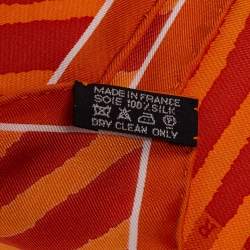 MADE IN FRANCE
SOIE 100% SILK
DRY CLEAN ONLY